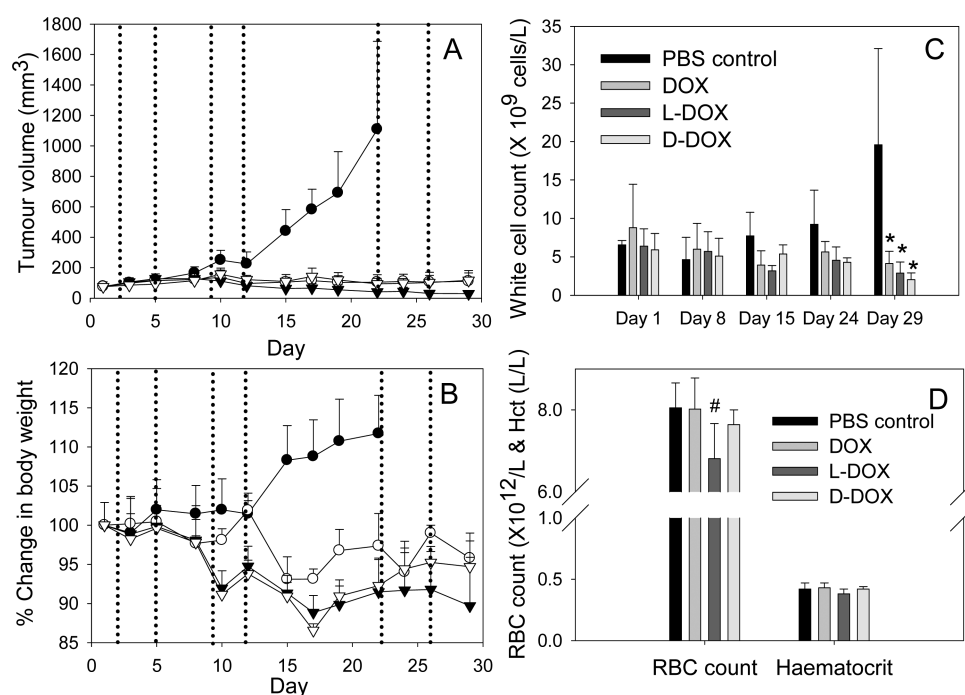 A
Tumour volume (mm³)
1800
1600
1400
1200
1000
800
600
400
200
0
0 5 10 15 20 25 30
Day
B
% Change in body weight
120
115
110
105
100
95
90
85
0 5 10 15 20 25 30
Day
C
White cell count (X 10⁹ cells/L)
35
30
25
20
15
10
5
0
PBS control
DOX
L-DOX
D-DOX
* * *
Day 1 Day 8 Day 15 Day 24 Day 29
D
RBC count (X10¹²/L & Hct (L/L)
8.0
6.0
1.0
0.5
0.0
#
PBS control
DOX
L-DOX
D-DOX
RBC count Haematocrit